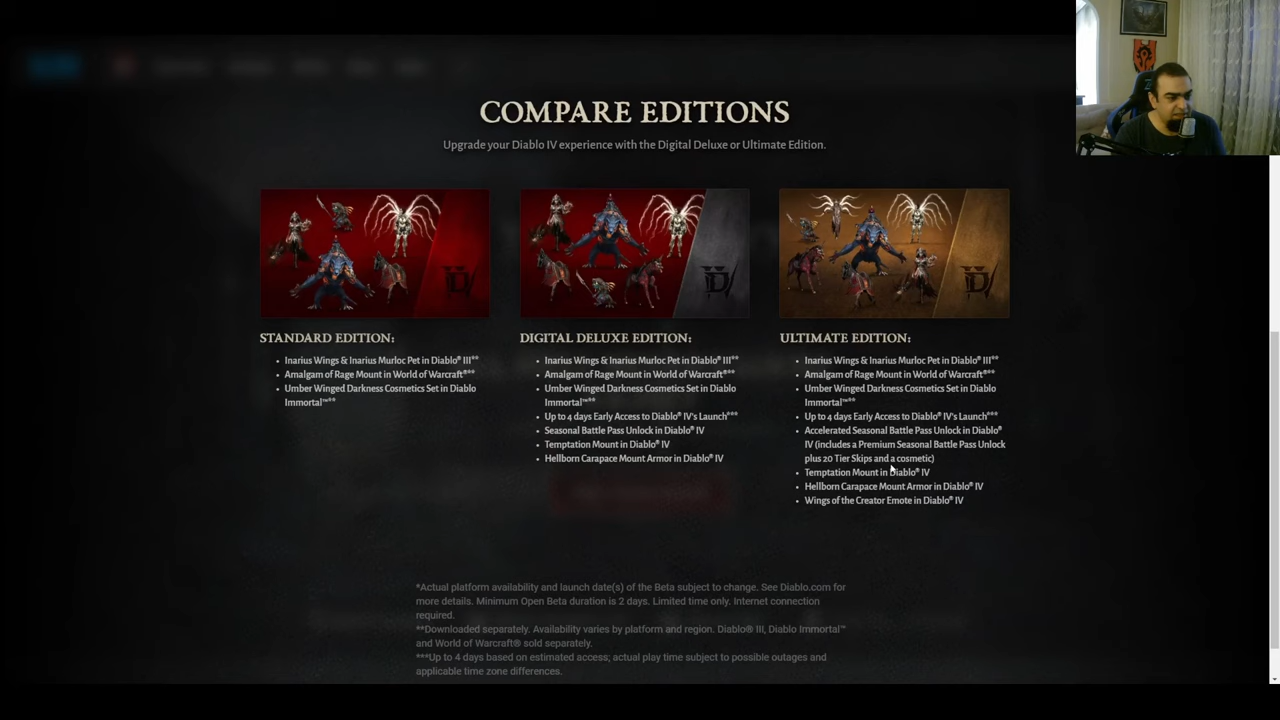 COMPARE EDITIONS
Upgrade your Diablo IV experience with the Digital Deluxe or Ultimate Edition.
STANDARD EDITION:
• Inarius Wings & Inarius Murloc Pet in Diablo® III**
• Amalgam of Rage Mount in World of Warcraft®**
• Umber Winged Darkness Cosmetics Set in Diablo
Immortal™**
DIGITAL DELUXE EDITION:
• Inarius Wings & Inarius Murloc Pet in Diablo® III**
• Amalgam of Rage Mount in World of Warcraft®**
• Umber Winged Darkness Cosmetics Set in Diablo
Immortal™**
• Up to 4 days Early Access to Diablo® IV's Launch***
• Seasonal Battle Pass Unlock in Diablo® IV
• Temptation Mount in Diablo® IV
• Hellborn Carapace Mount Armor in Diablo® IV
ULTIMATE EDITION:
• Inarius Wings & Inarius Murloc Pet in Diablo® III**
• Amalgam of Rage Mount in World of Warcraft®**
• Umber Winged Darkness Cosmetics Set in Diablo
Immortal™**
• Up to 4 days Early Access to Diablo® IV's Launch***
• Accelerated Seasonal Battle Pass Unlock in Diablo®
IV (includes a Premium Seasonal Battle Pass Unlock
plus 20 Tier Skips and a cosmetic)
• Temptation Mount in Diablo® IV
• Hellborn Carapace Mount Armor in Diablo® IV
• Wings of the Creator Emote in Diablo® IV
*Actual platform availability and launch date(s) of the Beta subject to change. See Diablo.com for
more details. Minimum Open Beta duration is 2 days. Limited time only. Internet connection
required.
**Downloaded separately. Availability varies by platform and region. Diablo® III, Diablo Immortal™
and World of Warcraft® sold separately.
***Up to 4 days based on estimated access; actual play time subject to possible outages and
applicable time zone differences.